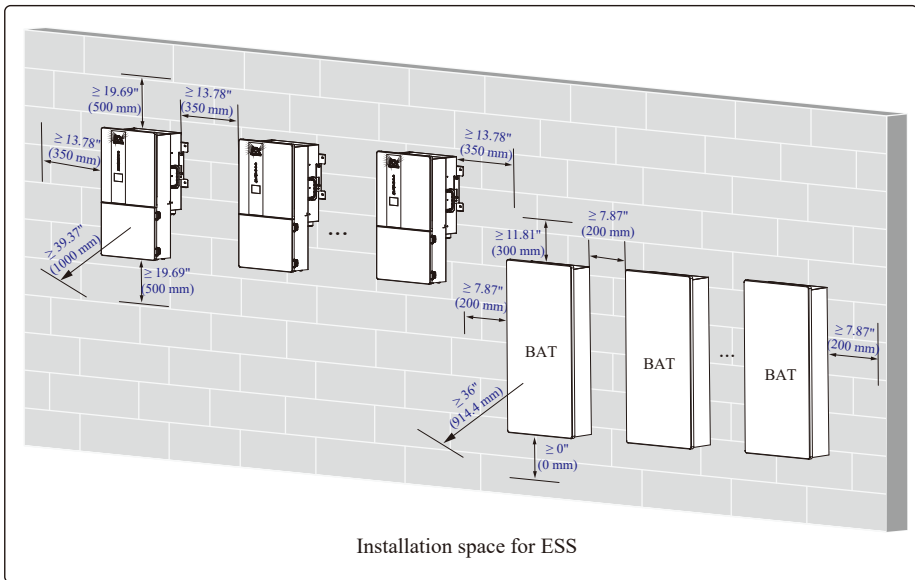 ≥ 19.69"
(500 mm)
≥ 13.78"
(350 mm)
≥ 13.78"
(350 mm)
≥ 13.78"
(350 mm)
≥ 39.37"
(1000 mm)
≥ 19.69"
(500 mm)
...
≥ 11.81"
(300 mm)
≥ 7.87"
(200 mm)
≥ 7.87"
(200 mm)
BAT
BAT
...
BAT
≥ 7.87"
(200 mm)
≥ 36"
(914.4 mm)
≥ 0"
(0 mm)
Installation space for ESS